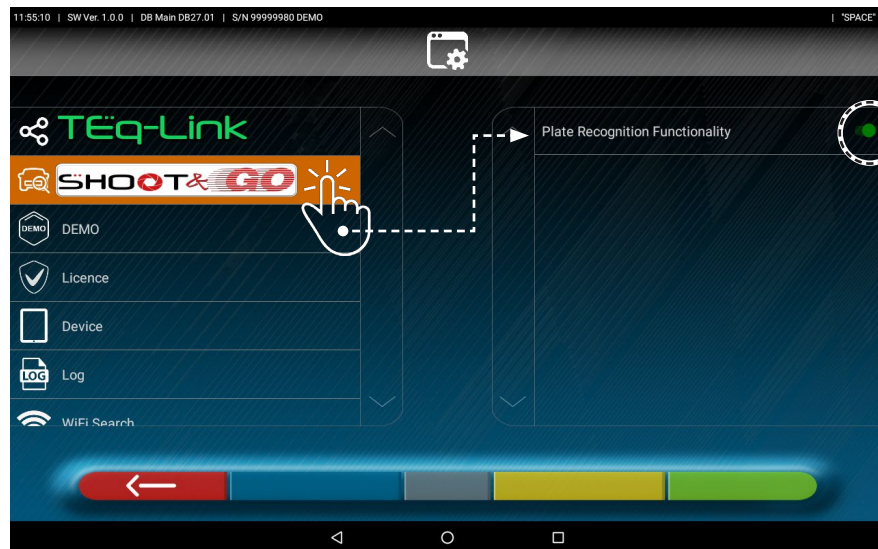 11:55:10 | SW Ver. 1.0.0 | DB Main DB27.01 | S/N 99999980 DEMO | "SPACE"
TEq-Link
SHOOT& GO
Plate Recognition Functionality
DEMO DEMO
Licence
Device
LOG Log
WiFi Search